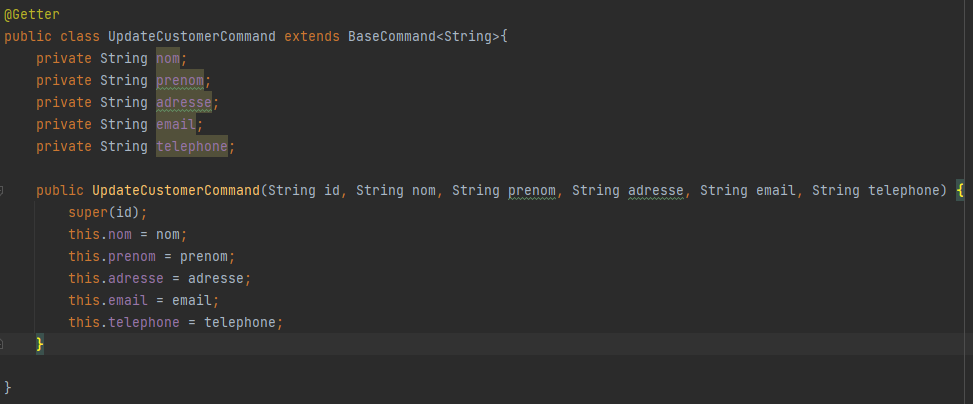 @Getter
public class UpdateCustomerCommand extends BaseCommand<String>{
    private String nom;
    private String prenom;
    private String adresse;
    private String email;
    private String telephone;
    public UpdateCustomerCommand(String id, String nom, String prenom, String adresse, String email, String telephone) {
        super(id);
        this.nom = nom;
        this.prenom = prenom;
        this.adresse = adresse;
        this.email = email;
        this.telephone = telephone;
    }
}